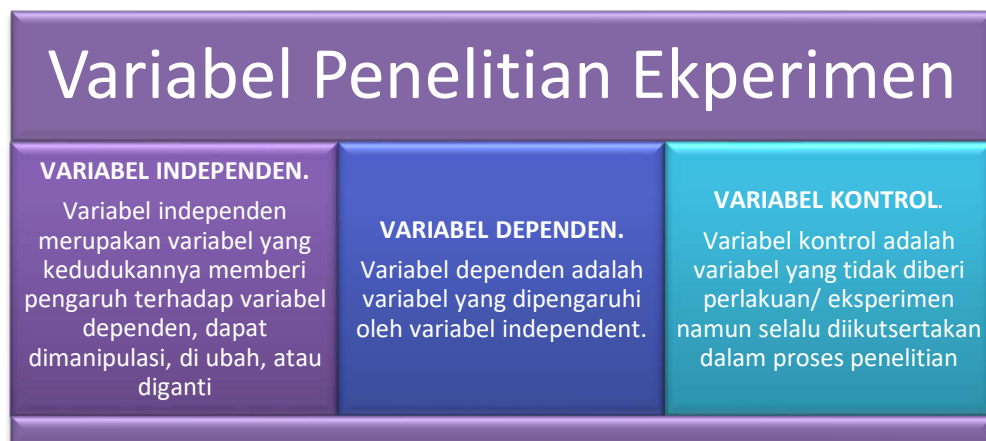 Variabel Penelitian Ekperimen
VARIABEL INDEPENDEN.
Variabel independen
merupakan variabel yang
kedudukannya memberi
pengaruh terhadap variabel
dependen, dapat
dimanipulasi, di ubah, atau
diganti
VARIABEL DEPENDEN.
Variabel dependen adalah
variabel yang dipengaruhi
oleh variabel independent.
VARIABEL KONTROL.
Variabel kontrol adalah
variabel yang tidak diberi
perlakuan/ eksperimen
namun selalu diikutsertakan
dalam proses penelitian